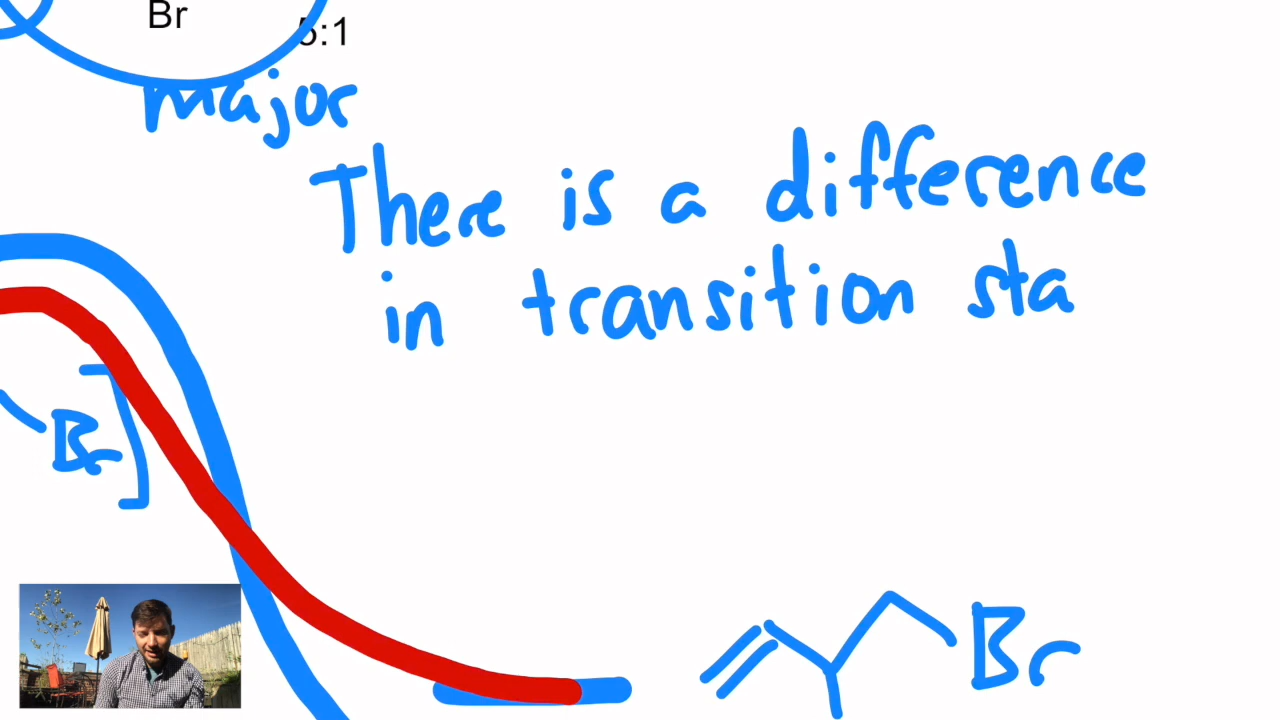 Br
5:1
major
There is a difference
in transition sta
Br
Br